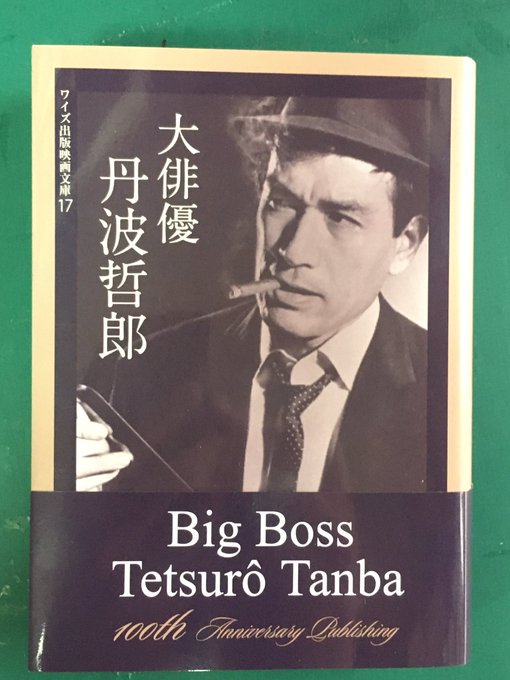 ワイズ出版映画文庫17
大俳優
丹波哲郎
Big Boss
Tetsurô Tanba
100th Anniversary Publishing